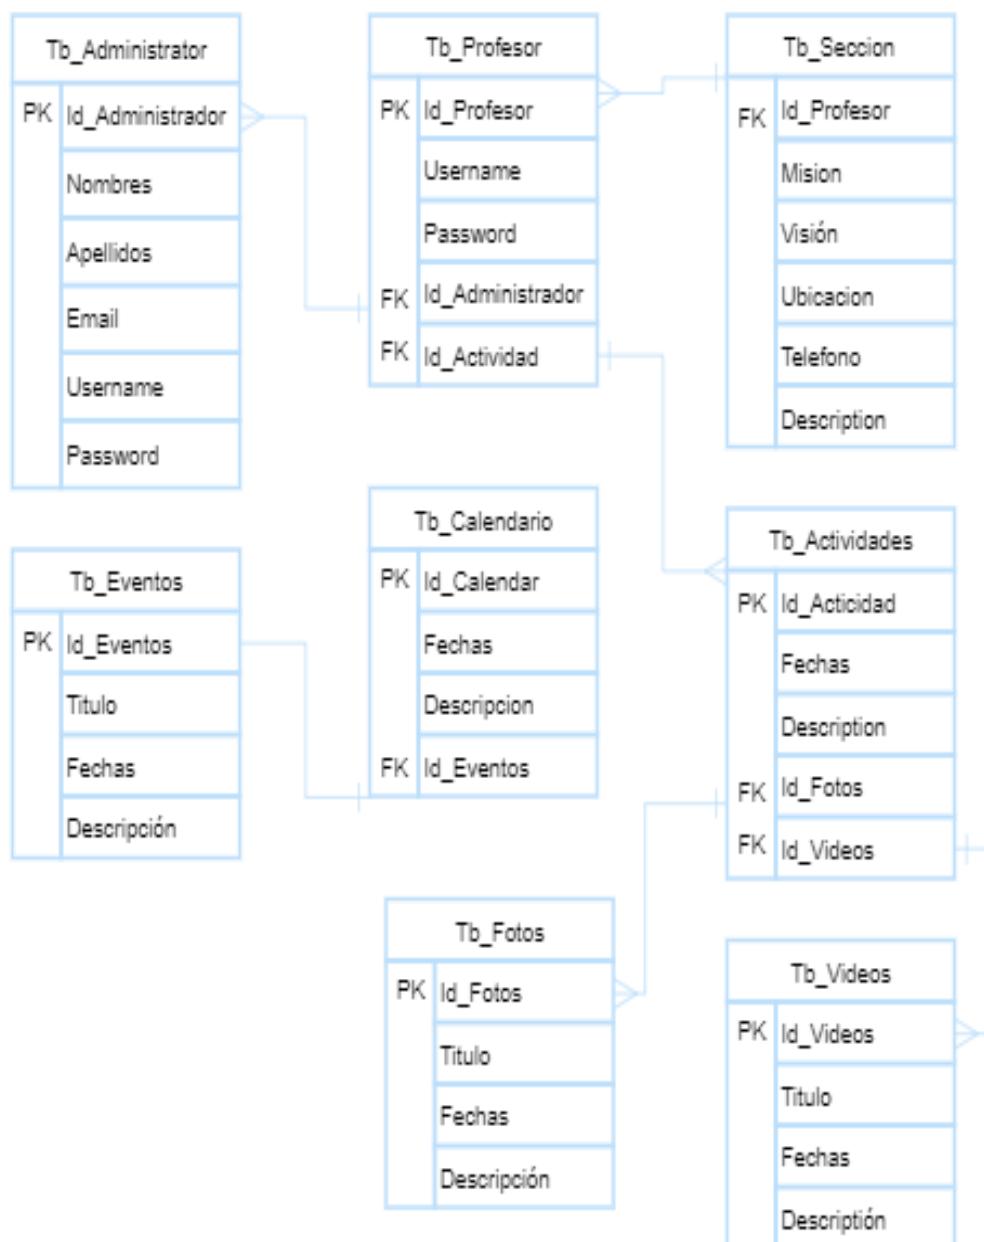 Tb_Administrator
PK Id_Administrador
Nombres
Apellidos
Email
Username
Password
Tb_Profesor
PK Id_Profesor
Username
Password
FK Id_Administrador
FK Id_Actividad
Tb_Seccion
FK Id_Profesor
Mision
Visión
Ubicacion
Telefono
Description
Tb_Eventos
PK Id_Eventos
Titulo
Fechas
Descripción
Tb_Calendario
PK Id_Calendar
Fechas
Descripcion
FK Id_Eventos
Tb_Actividades
PK Id_Acticidad
Fechas
Description
FK Id_Fotos
FK Id_Videos
Tb_Fotos
PK Id_Fotos
Titulo
Fechas
Descripción
Tb_Videos
PK Id_Videos
Titulo
Fechas
Descriptión